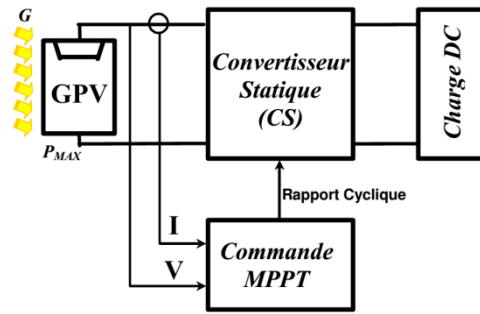 G
GPV
P_MAX
Convertisseur
Statique
(CS)
Charge DC
Rapport Cyclique
I
V
Commande
MPPT